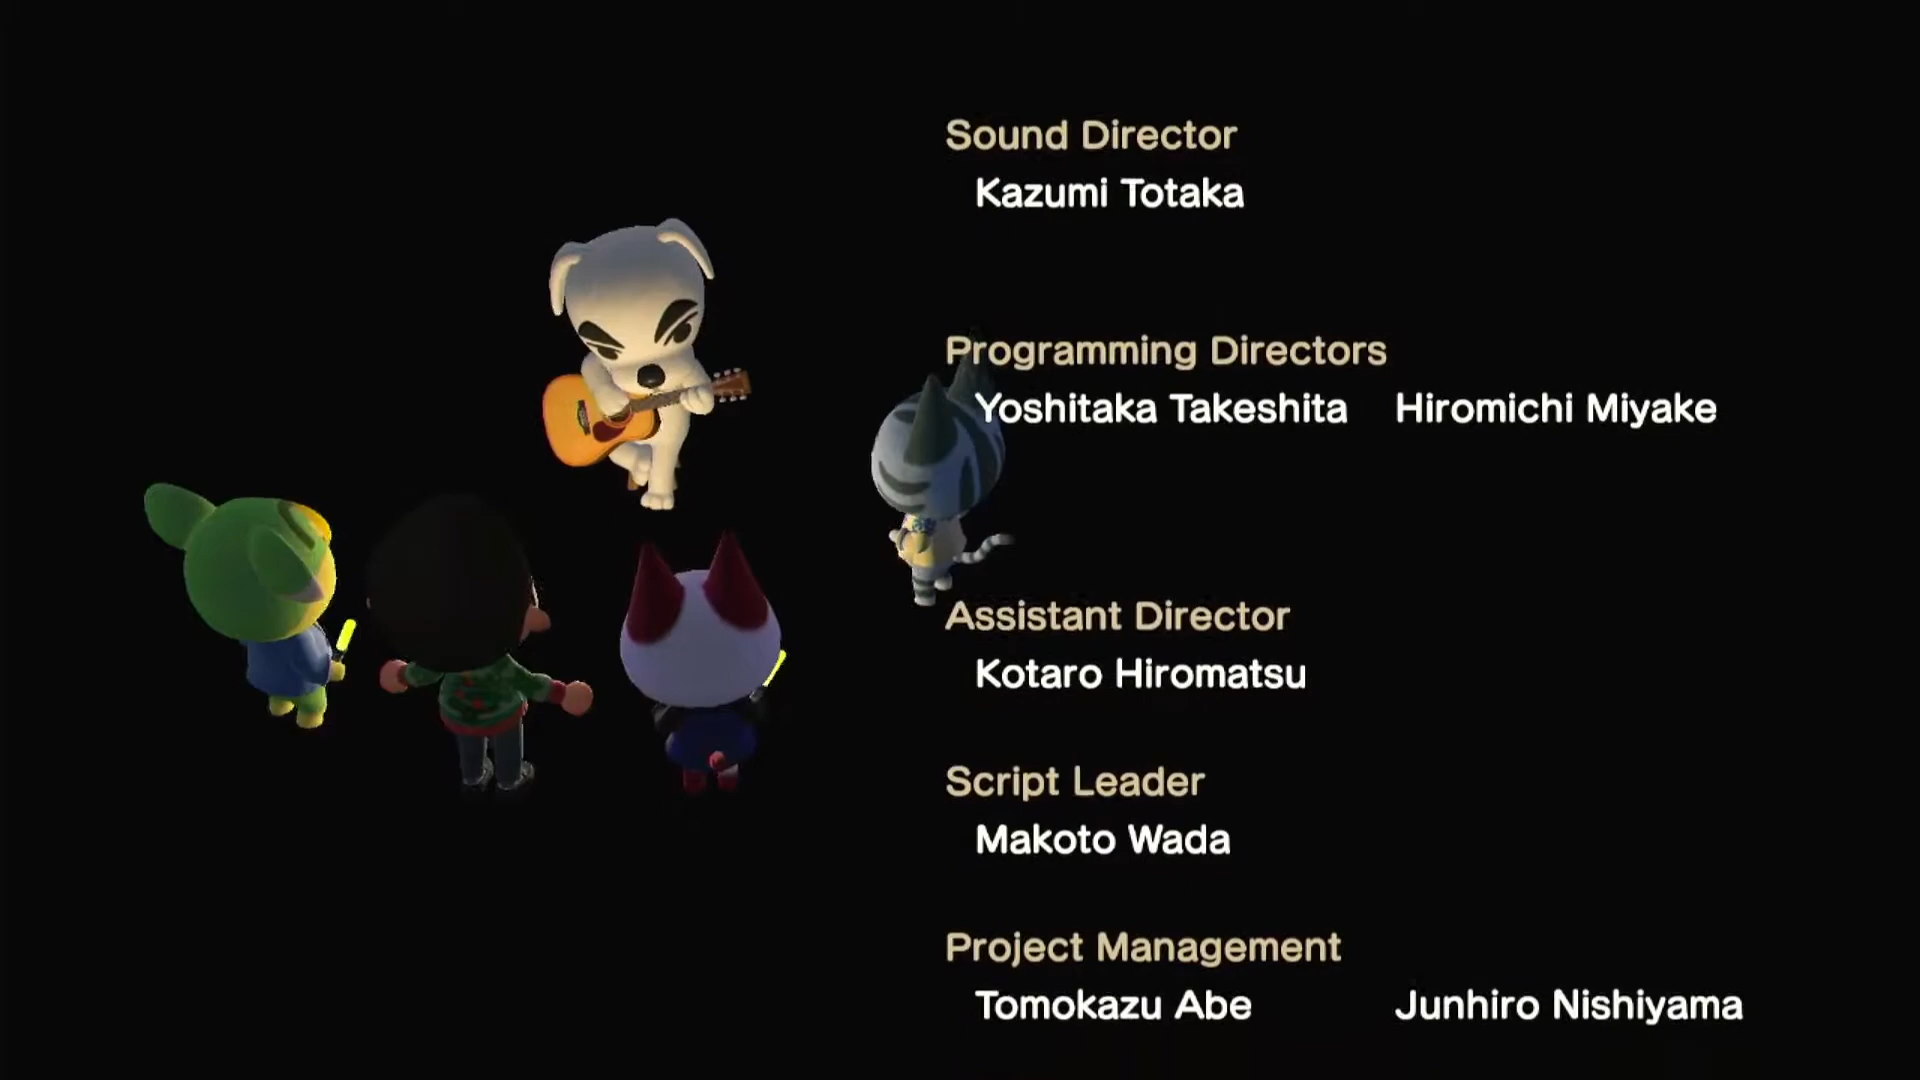 Sound Director
Kazumi Totaka
Programming Directors
Yoshitaka Takeshita Hiromichi Miyake
Assistant Director
Kotaro Hiromatsu
Script Leader
Makoto Wada
Project Management
Tomokazu Abe Junhiro Nishiyama